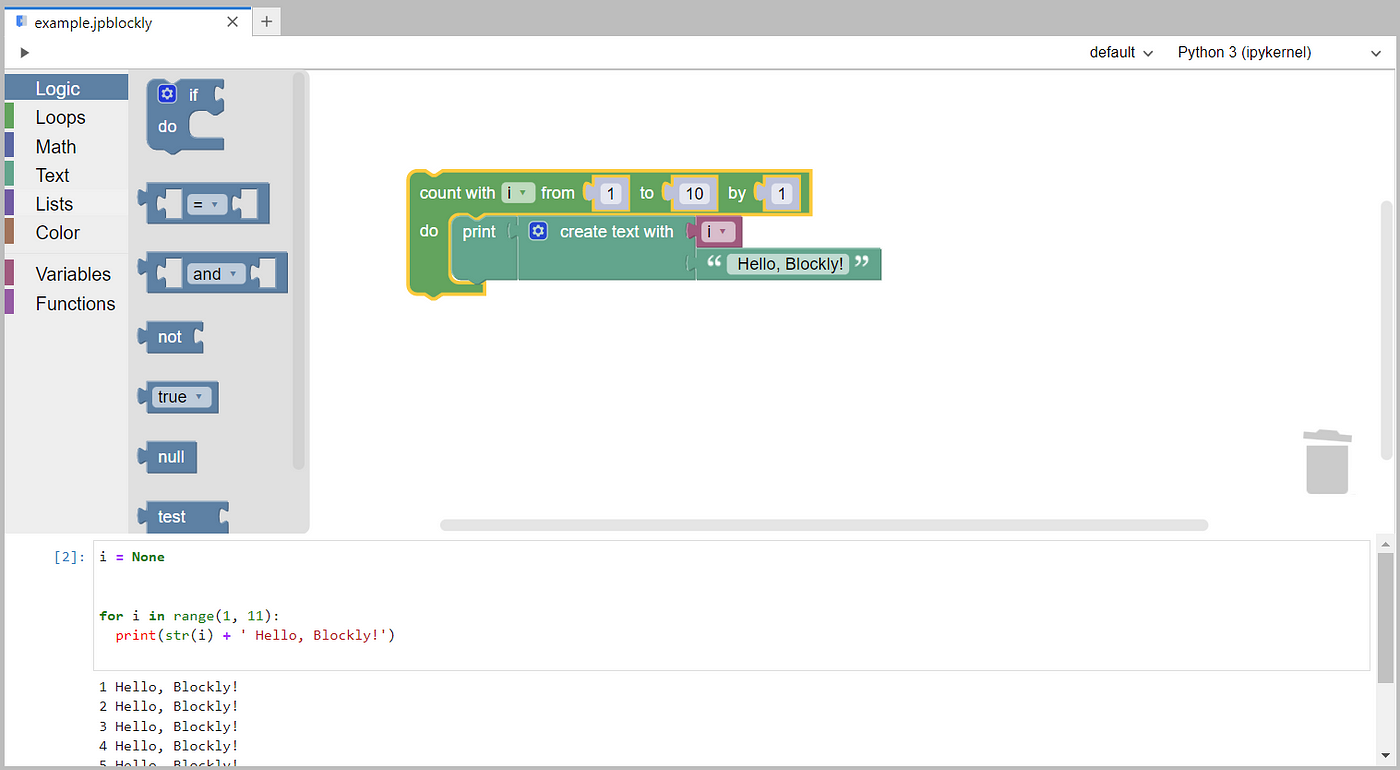 example.jpblockly
default Python 3 (ipykernel)
Logic
Loops
Math
Text
Lists
Color
Variables
Functions
if
do
=
and
not
true
null
test
count with i from 1 to 10 by 1
do print create text with i
“ Hello, Blockly! ”
[2]: i = None
for i in range(1, 11):
print(str(i) + ' Hello, Blockly!')
1 Hello, Blockly!
2 Hello, Blockly!
3 Hello, Blockly!
4 Hello, Blockly!
5 Hello, Blockly!